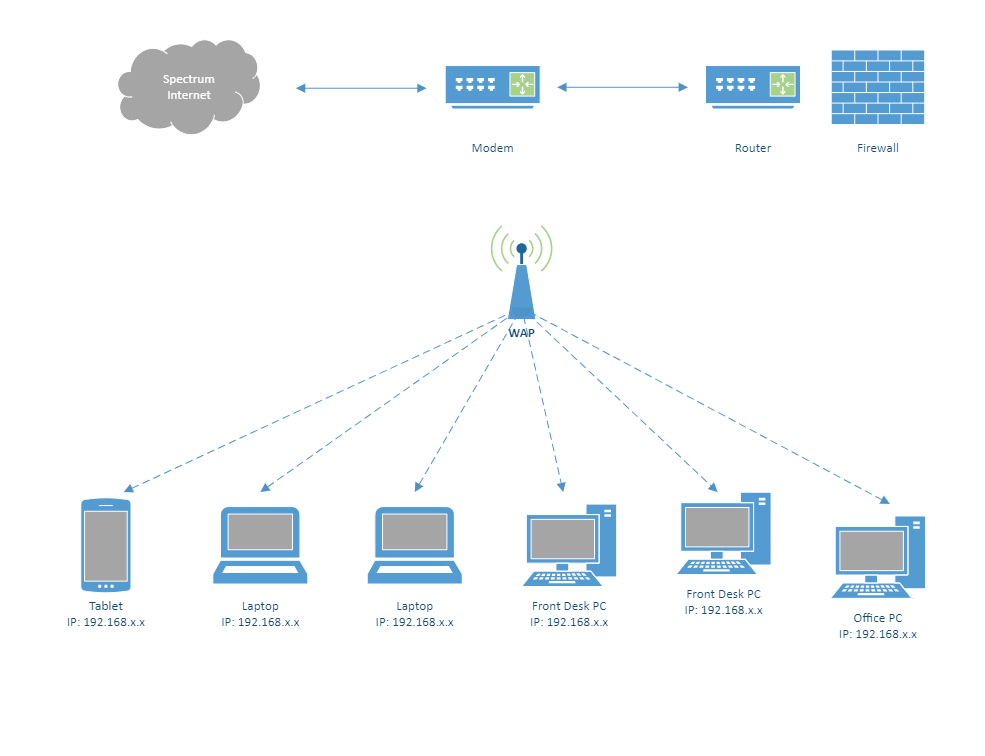 Spectrum
Internet
Modem
Router
Firewall
WAP
Tablet
IP: 192.168.x.x
Laptop
IP: 192.168.x.x
Laptop
IP: 192.168.x.x
Front Desk PC
IP: 192.168.x.x
Front Desk PC
IP: 192.168.x.x
Office PC
IP: 192.168.x.x